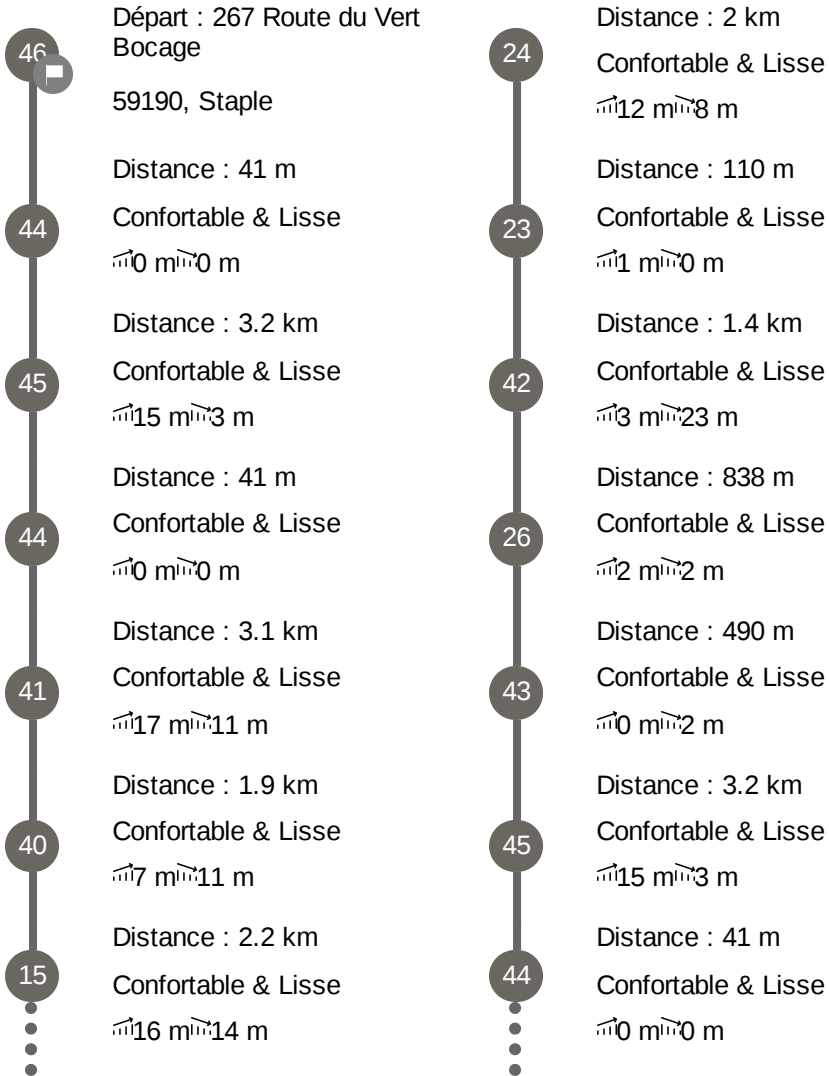 46
Départ : 267 Route du Vert
Bocage
59190, Staple
Distance : 41 m
44
Confortable & Lisse
0 m 0 m
Distance : 3.2 km
45
Confortable & Lisse
15 m 3 m
Distance : 41 m
44
Confortable & Lisse
0 m 0 m
Distance : 3.1 km
41
Confortable & Lisse
17 m 11 m
Distance : 1.9 km
40
Confortable & Lisse
7 m 11 m
Distance : 2.2 km
15
Confortable & Lisse
16 m 14 m
Distance : 2 km
24
Confortable & Lisse
12 m 8 m
Distance : 110 m
23
Confortable & Lisse
1 m 0 m
Distance : 1.4 km
42
Confortable & Lisse
3 m 23 m
Distance : 838 m
26
Confortable & Lisse
2 m 2 m
Distance : 490 m
43
Confortable & Lisse
0 m 2 m
Distance : 3.2 km
45
Confortable & Lisse
15 m 3 m
Distance : 41 m
44
Confortable & Lisse
0 m 0 m